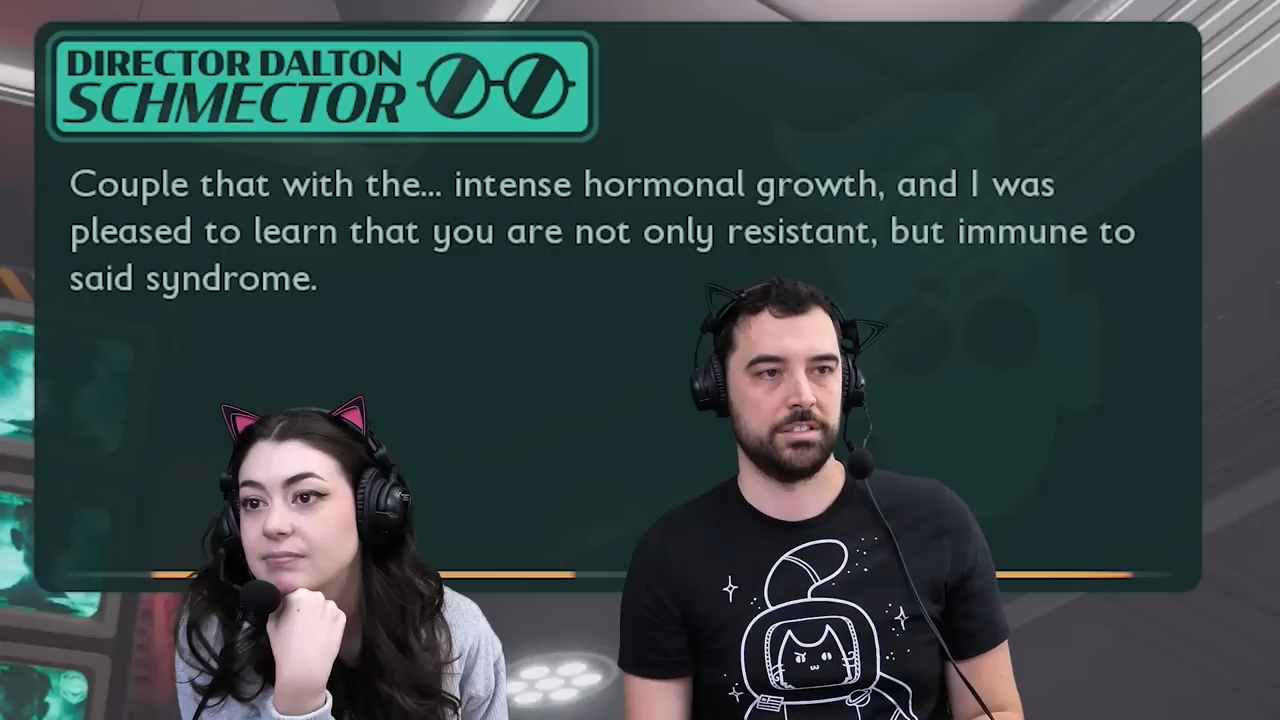 DIRECTOR DALTON
SCHMECTOR
Couple that with the... intense hormonal growth, and I was
pleased to learn that you are not only resistant, but immune to
said syndrome.